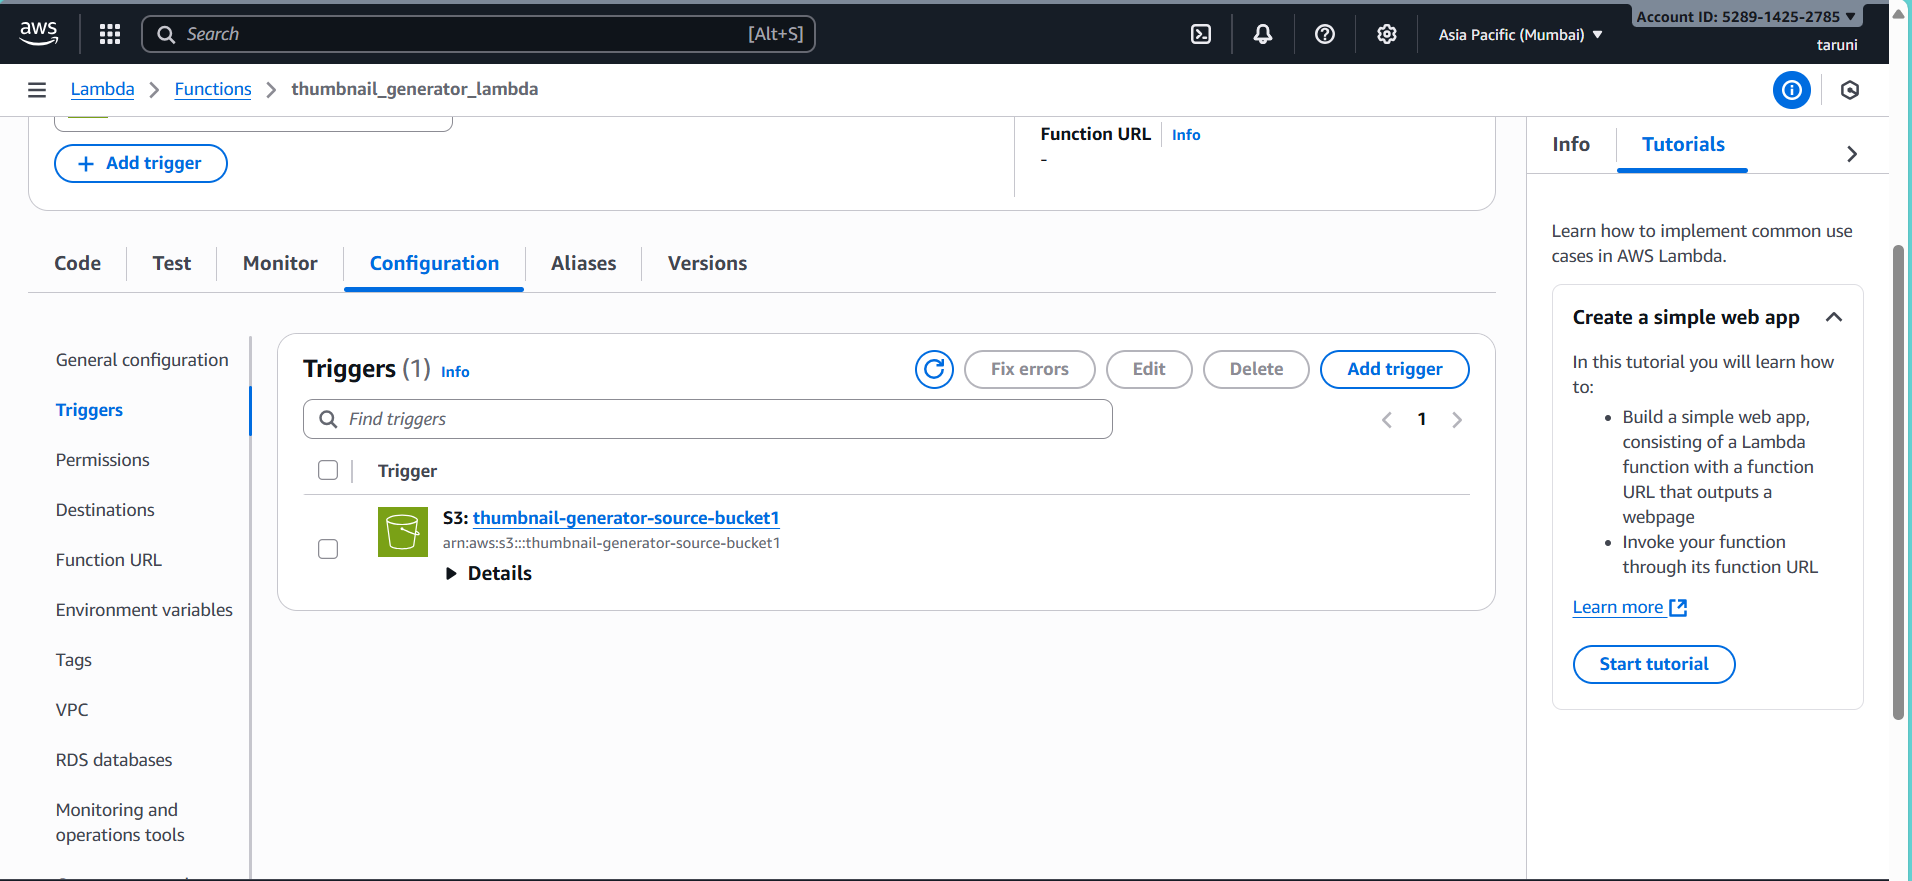 aws
Search
[Alt+S]
Asia Pacific (Mumbai)
Account ID: 5289-1425-2785
taruni
Lambda
Functions
thumbnail_generator_lambda
Add trigger
Function URL
Info
-
Info
Tutorials
Code
Test
Monitor
Configuration
Aliases
Versions
General configuration
Triggers
Permissions
Destinations
Function URL
Environment variables
Tags
VPC
RDS databases
Monitoring and
operations tools
Triggers (1) Info
Fix errors
Edit
Delete
Add trigger
Find triggers
1
Trigger
S3: thumbnail-generator-source-bucket1
arn:aws:s3:::thumbnail-generator-source-bucket1
Details
Learn how to implement common use
cases in AWS Lambda.
Create a simple web app
In this tutorial you will learn how
to:
• Build a simple web app,
consisting of a Lambda
function with a function
URL that outputs a
webpage
• Invoke your function
through its function URL
Learn more
Start tutorial